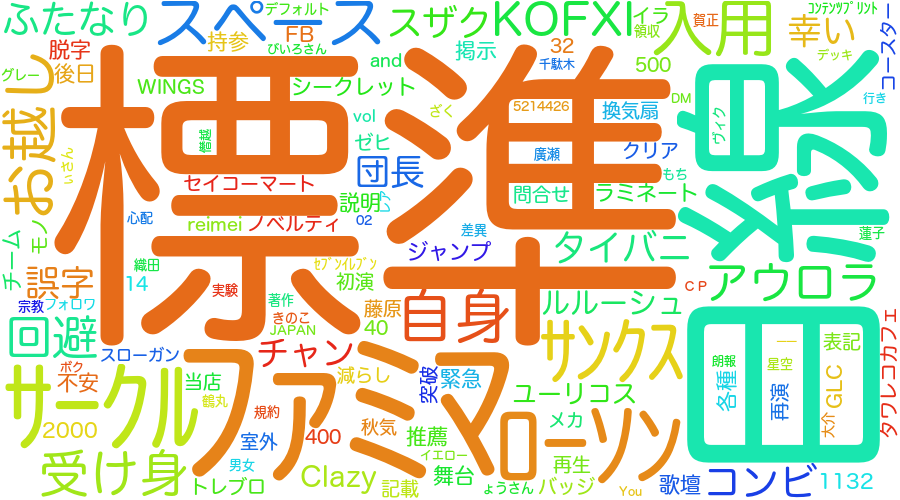 ふたなり
スペース
デフォルト
FB
ぴいろさん
持参
脱字
後日
グレー
WINGS
シークレット
and
vol
ゼヒ
スザク
KOFXI
イラ
領収
賀正
入用
コンテンツプリント
幸い
デッキ
コースター
掲示
32
千駄木
500
DM
行き
ざく
5214426
換気扇
ヴィク
お越し
標準
線
日
僭越
いさん
団長
廣瀬
クリア
もち
セイコーマート
説明
問合せ
ラミネート
心配
reimei
ノベルティ
02
差異
蓮子
チーム
モノ
織田
セブンイレブン
ジャンプ
タイバニ
誤字
14
実験
初演
CP
アウロラ
宗教
フォロワ
著作
きのこ
JAPAN
藤原
自身
ルルーシュ
回避
40
サンクス
スローガン
チャン
ボク
不安
当店
減らし
突破
緊急
ユーリコス
朗報
星空
表記
各種
再演
大介
GLC
タワレコカフェ
サークル
ファミマ
ローソン
鶴丸
メカ
2000
規約
室外
400
秋気
推薦
イエロー
受け身
男女
トレブロ
Clazy
記載
舞台
ょうさん
再生
バッジ
You
歌壇
コンビ
1132